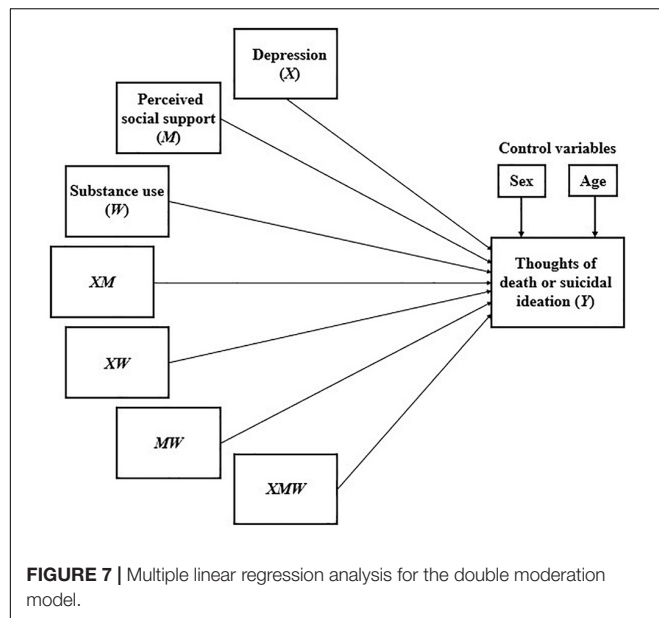 Depression
(X)
Perceived
social support
(M)
Control variables
Substance use
(W)
Sex
Age
XM
Thoughts of
death or suicidal
ideation (Y)
XW
MW
XMW
FIGURE 7 | Multiple linear regression analysis for the double moderation
model.